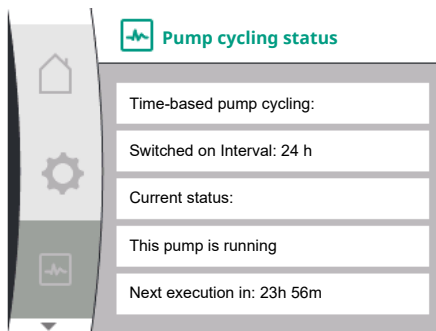 Pump cycling status
Time-based pump cycling:
Switched on Interval: 24 h
Current status:
This pump is running
Next execution in: 23h 56m